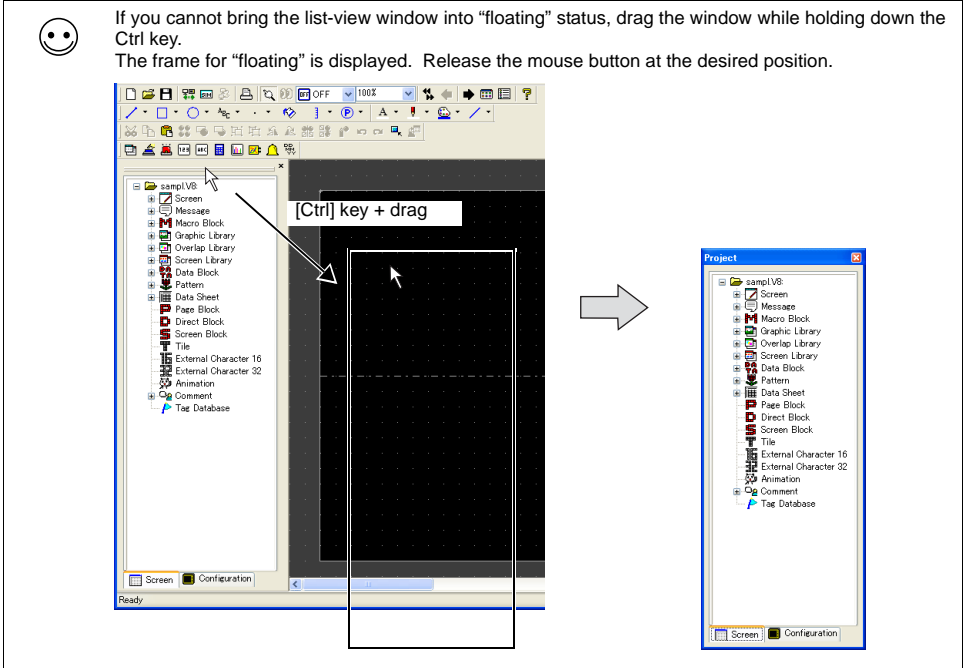 If you cannot bring the list-view window into “floating” status, drag the window while holding down the
Ctrl key.
The frame for “floating” is displayed.  Release the mouse button at the desired position.
OFF
100%
sampl.V8:
Screen
Message
Macro Block
Graphic Library
Overlap Library
Screen Library
Data Block
Pattern
Data Sheet
Page Block
Direct Block
Screen Block
Tile
External Character 16
External Character 32
Animation
Comment
Tag Database
Screen
Configuration
Ready
[Ctrl] key + drag
Project
sampl.V8:
Screen
Message
Macro Block
Graphic Library
Overlap Library
Screen Library
Data Block
Pattern
Data Sheet
Page Block
Direct Block
Screen Block
Tile
External Character 16
External Character 32
Animation
Comment
Tag Database
Screen
Configuration